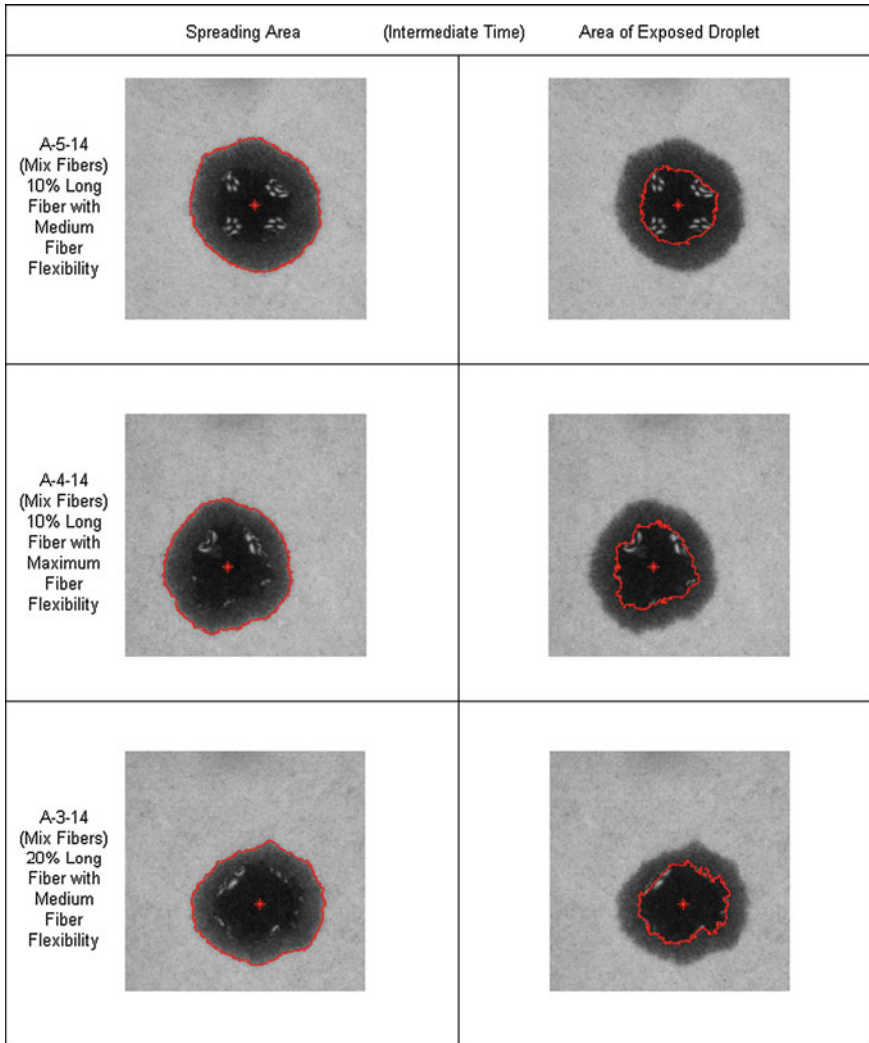 Spreading Area (Intermediate Time) Area of Exposed Droplet
A-5-14
(Mix Fibers)
10% Long
Fiber with
Medium
Fiber
Flexibility
A-4-14
(Mix Fibers)
10% Long
Fiber with
Maximum
Fiber
Flexibility
A-3-14
(Mix Fibers)
20% Long
Fiber with
Medium
Fiber
Flexibility